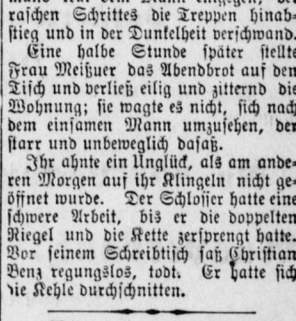 raschen Schrittes die Treppen hinab-
stieg und in der Dunkelheit verschwand.
Eine halbe Stunde später stellte
Frau Meißuer das Abendbrot auf den
Tisch und verließ eilig und zitternd die
Wohnung; sie wagte es nicht, sich nach
dem einsamen Mann umzusehen, der
starr und unbeweglich dasaß.
Ihr ahnte ein Unglück, als am ande-
ren Morgen auf ihr Klingeln nicht ge-
öffnet wurde. Der Schlosser hatte eine
schwere Arbeit, bis er die doppelten
Riegel und die Kette zersprengt hatte.
Vor seinem Schreibtisch saß Christian
Benz regungslos, todt. Er hatte sich
die Kehle durchschnitten.